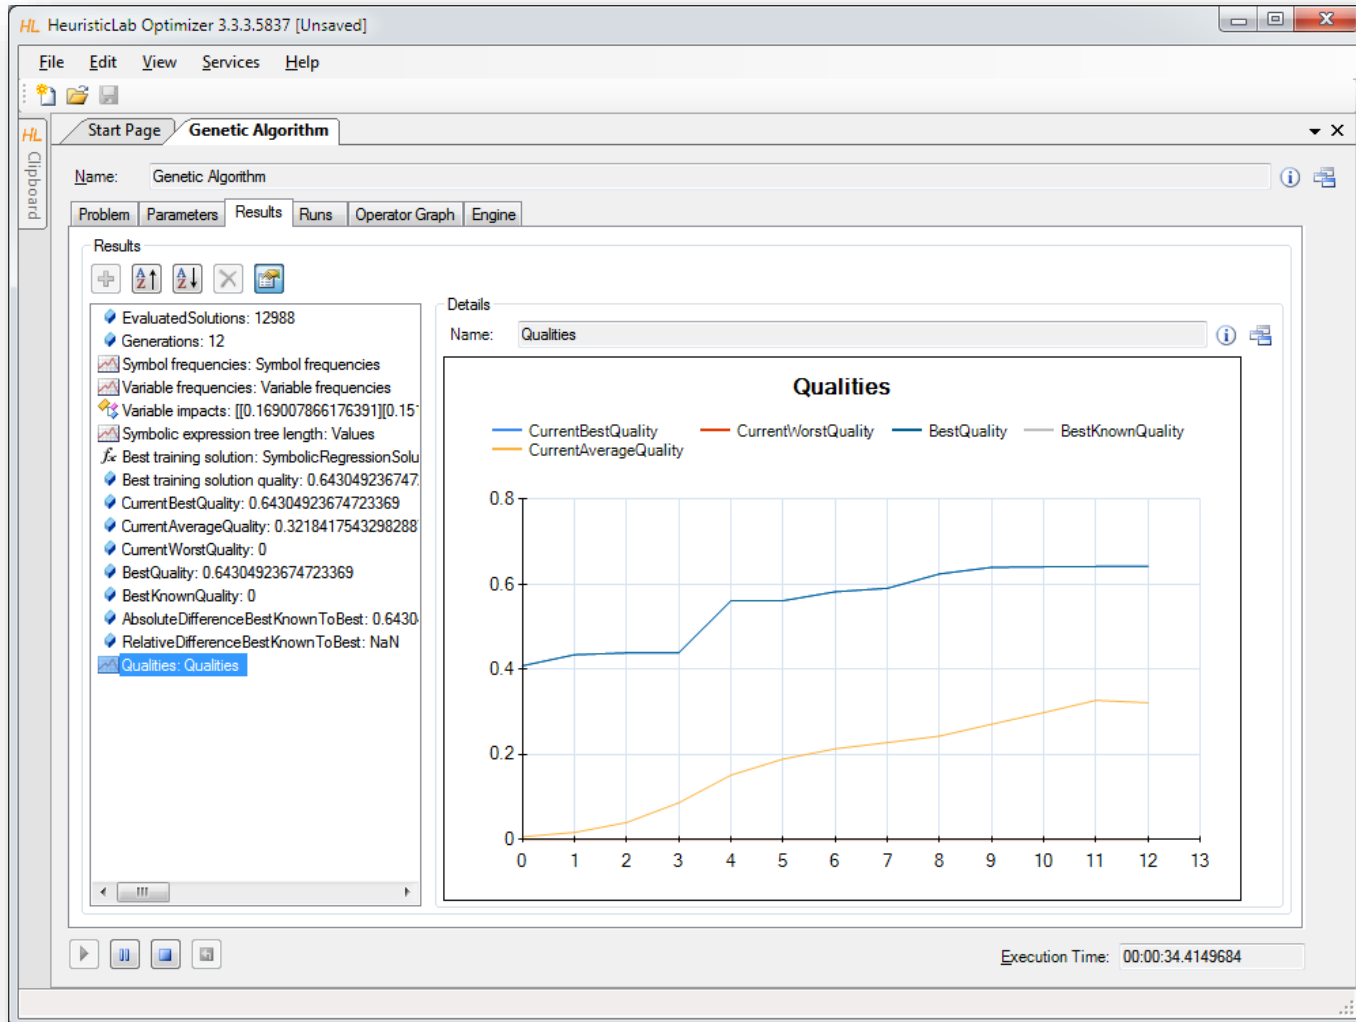 HL HeuristicLab Optimizer 3.3.3.5837 [Unsaved]
File Edit View Services Help
HL Clipboard
Start Page Genetic Algorithm
Name: Genetic Algorithm
Problem Parameters Results Runs Operator Graph Engine
Results
EvaluatedSolutions: 12988
Generations: 12
Symbol frequencies: Symbol frequencies
Variable frequencies: Variable frequencies
Variable impacts: [[0.169007866176391][0.15
Symbolic expression tree length: Values
Best training solution: SymbolicRegressionSolu
Best training solution quality: 0.643049236747
CurrentBestQuality: 0.64304923674723369
CurrentAverageQuality: 0.3218417543298288
CurrentWorstQuality: 0
BestQuality: 0.64304923674723369
BestKnownQuality: 0
AbsoluteDifferenceBestKnownToBest: 0.6430
RelativeDifferenceBestKnownToBest: NaN
Qualities: Qualities
Details
Name: Qualities
Qualities
CurrentBestQuality CurrentWorstQuality BestQuality BestKnownQuality
CurrentAverageQuality
0.8
0.6
0.4
0.2
0
0 1 2 3 4 5 6 7 8 9 10 11 12 13
Execution Time: 00:00:34.4149684